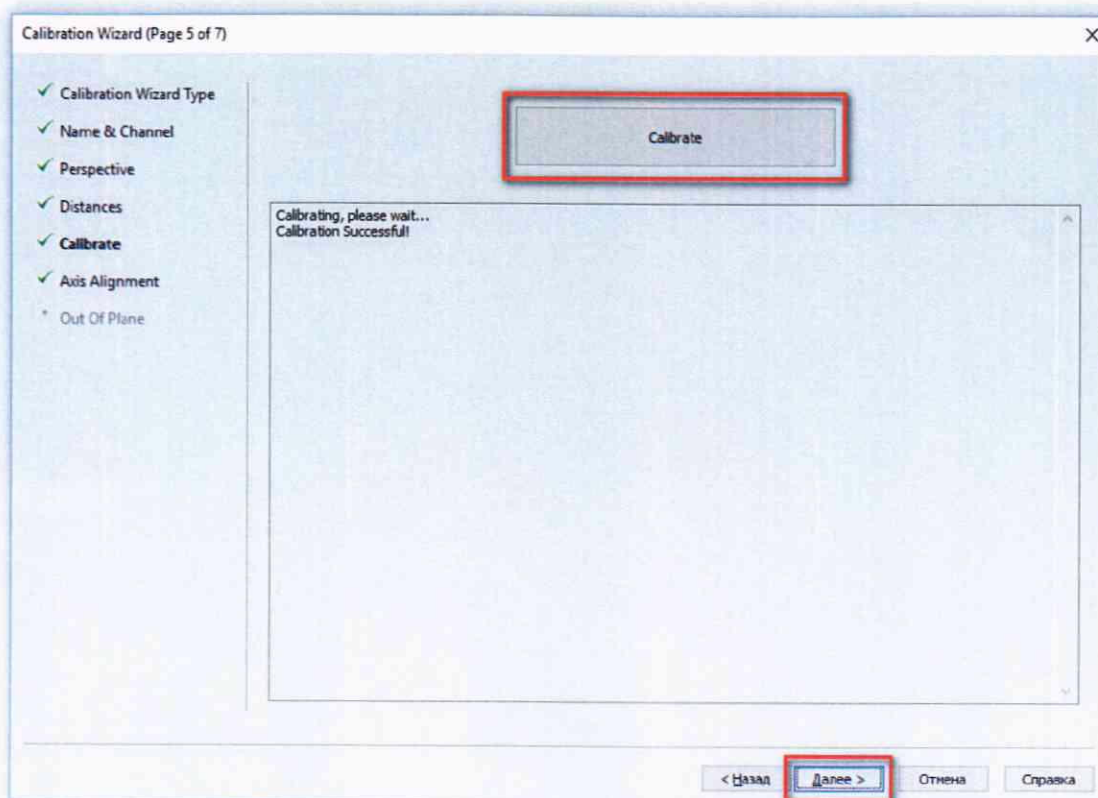 Calibration Wizard (Page 5 of 7)
Calibration Wizard Type
Name & Channel
Perspective
Distances
Calibrate
Axis Alignment
Out Of Plane
Calibrate
Calibrating, please wait...
Calibration Successful!
< Назад Далее > Отмена Справка